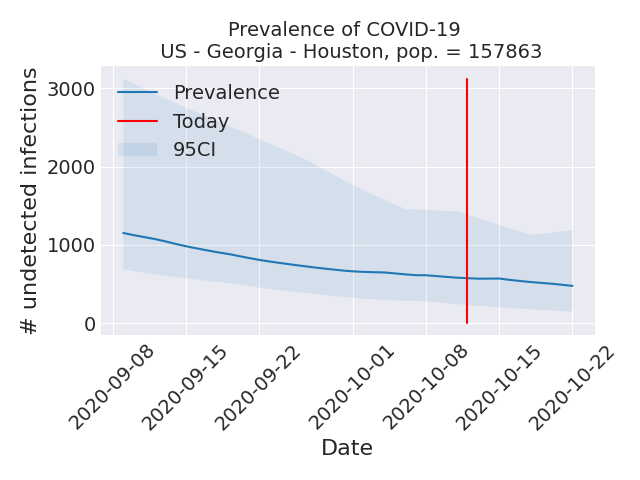 Prevalence of COVID-19
US - Georgia - Houston, pop. = 157863
# undetected infections
3000
2000
1000
0
Prevalence
Today
95CI
2020-09-08
2020-09-15
2020-09-22
2020-10-01
2020-10-08
2020-10-15
2020-10-22
Date